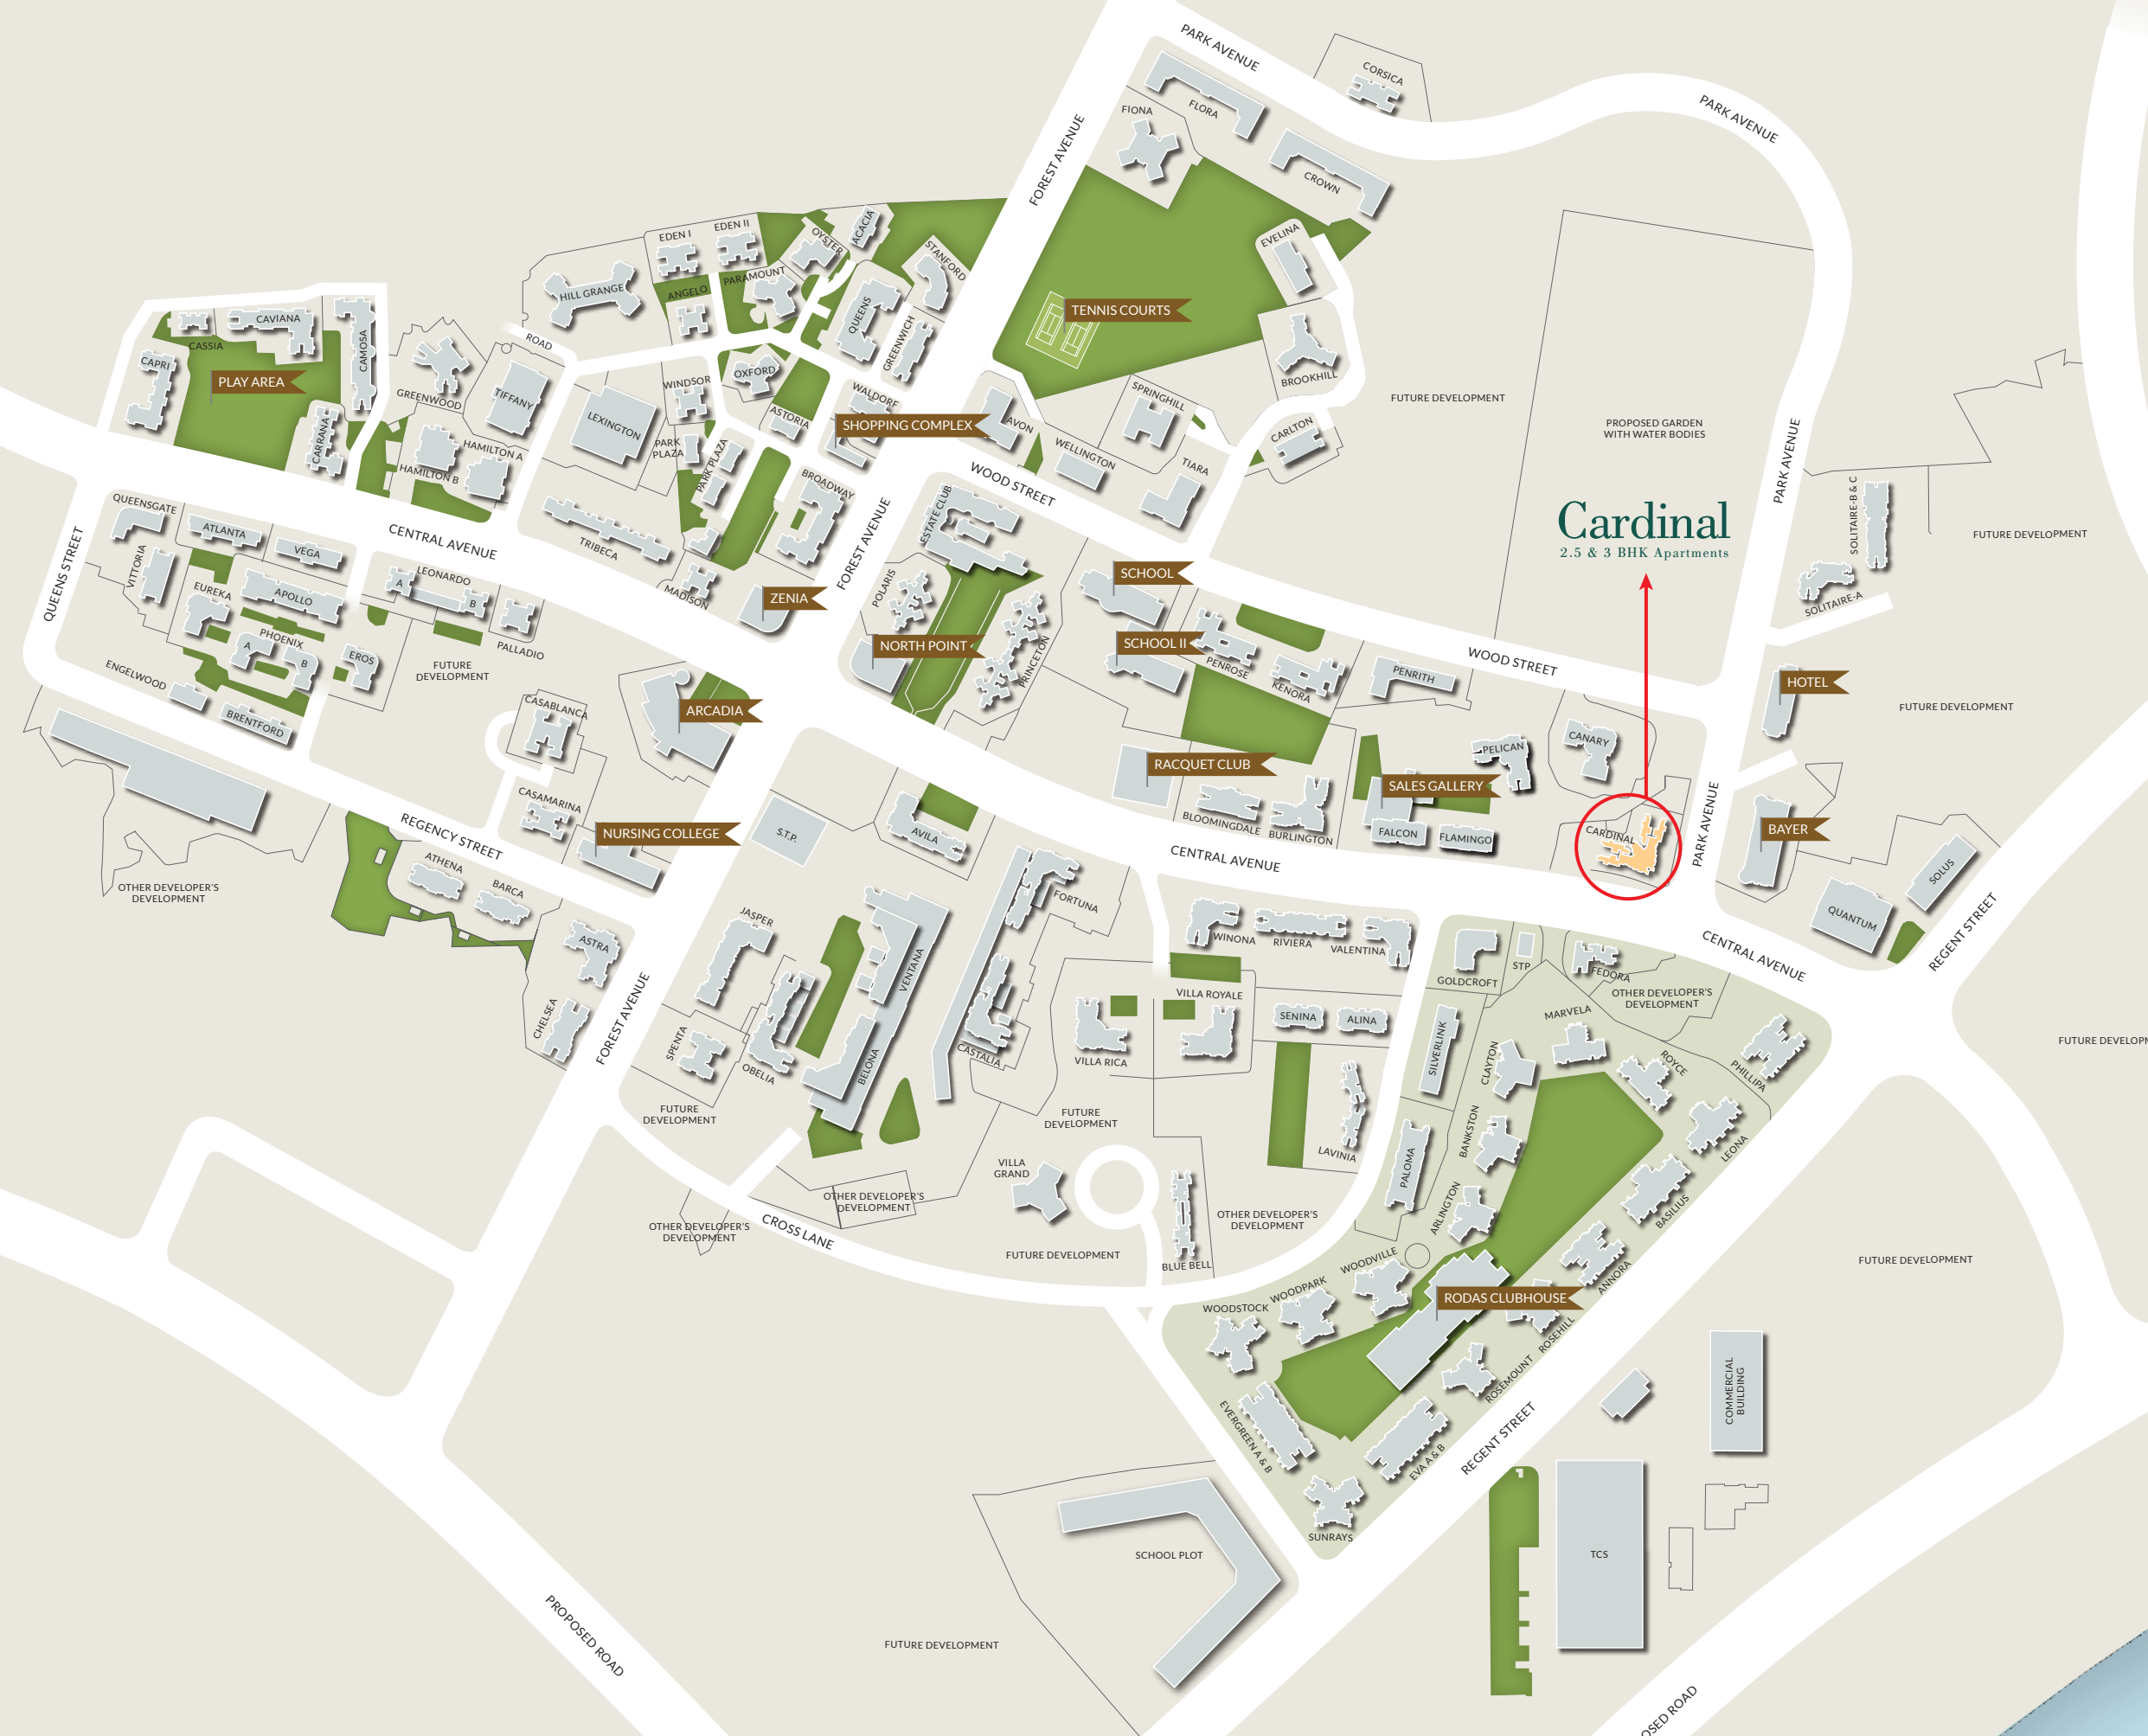 PARK AVENUE
CORSICA
PARK AVENUE
FLORA
FIONA
FOREST AVENUE
CROWN
EVELINA
ACACIA
EDEN I
EDEN II
OYSTER
STANFORD
PARAMOUNT
ANGELO
HILL GRANGE
QUEENS
GREENWICH
TENNIS COURTS
ROAD
CAVIANA
CASSIA
CAMOSA
CAPRI
PLAY AREA
GREENWOOD
TIFFANY
LEXINGTON
WINDSOR
OXFORD
WALDORF
ASTORIA
SHOPPING COMPLEX
AVON
SPRINGHILL
BROOKHILL
FUTURE DEVELOPMENT
PROPOSED GARDEN
WITH WATER BODIES
PARK AVENUE
CARLTON
CARRANA
HAMILTON A
HAMILTON B
PARK
PLAZA
PARK PLAZA
WELLINGTON
TIARA
BROADWAY
WOOD STREET
SOLITAIRE-B & C
FUTURE DEVELOPMENT
Cardinal
2.5 & 3 BHK Apartments
QUEENSGATE
ATLANTA
VEGA
CENTRAL AVENUE
TRIBECA
FOREST AVENUE
ESTATE CLUB
QUEENS STREET
VITTORIA
EUREKA
APOLLO
LEONARDO
A
B
MADISON
ZENIA
POLARIS
SCHOOL
SOLITAIRE-A
PHOENIX
A
B
EROS
PALLADIO
FUTURE
DEVELOPMENT
NORTH POINT
PRINCETON
SCHOOL II
PENROSE
KENORA
PENRITH
WOOD STREET
HOTEL
FUTURE DEVELOPMENT
ENGELWOOD
BRENTFORD
CASABLANCA
ARCADIA
CANARY
PELICAN
RACQUET CLUB
SALES GALLERY
CASAMARINA
REGENCY STREET
NURSING COLLEGE
S.T.P.
AVILA
BLOOMINGDALE
BURLINGTON
FALCON
FLAMINGO
CARDINAL
PARK AVENUE
BAYER
CENTRAL AVENUE
SOLUS
QUANTUM
REGENT STREET
OTHER DEVELOPER'S
DEVELOPMENT
ATHENA
BARCA
ASTRA
JASPER
VENTANA
FORTUNA
WINONA
RIVIERA
VALENTINA
GOLDCROFT
STP
FEDORA
OTHER DEVELOPER'S
DEVELOPMENT
CENTRAL AVENUE
CHELSEA
FOREST AVENUE
SPENTA
OBELIA
BELONA
CASTALIA
VILLA ROYALE
VILLA RICA
SENINA
ALINA
SILVERLINK
CLAYTON
MARVELA
ROYCE
PHILLIPA
FUTURE DEVELOPM
FUTURE
DEVELOPMENT
FUTURE
DEVELOPMENT
LAVINIA
PALOMA
BANKSTON
LEONA
VILLA
GRAND
OTHER DEVELOPER'S
DEVELOPMENT
OTHER DEVELOPER'S
DEVELOPMENT
CROSS LANE
OTHER DEVELOPER'S
DEVELOPMENT
ARLINGTON
BASILIUS
FUTURE DEVELOPMENT
BLUE BELL
WOODVILLE
WOODPARK
WOODSTOCK
ANNORA
FUTURE DEVELOPMENT
RODAS CLUBHOUSE
ROSEHILL
ROSEMOUNT
EVERGREEN A & B
EVA A & B
REGENT STREET
COMMERCIAL
BUILDING
SUNRAYS
SCHOOL PLOT
TCS
PROPOSED ROAD
FUTURE DEVELOPMENT
OSED ROAD